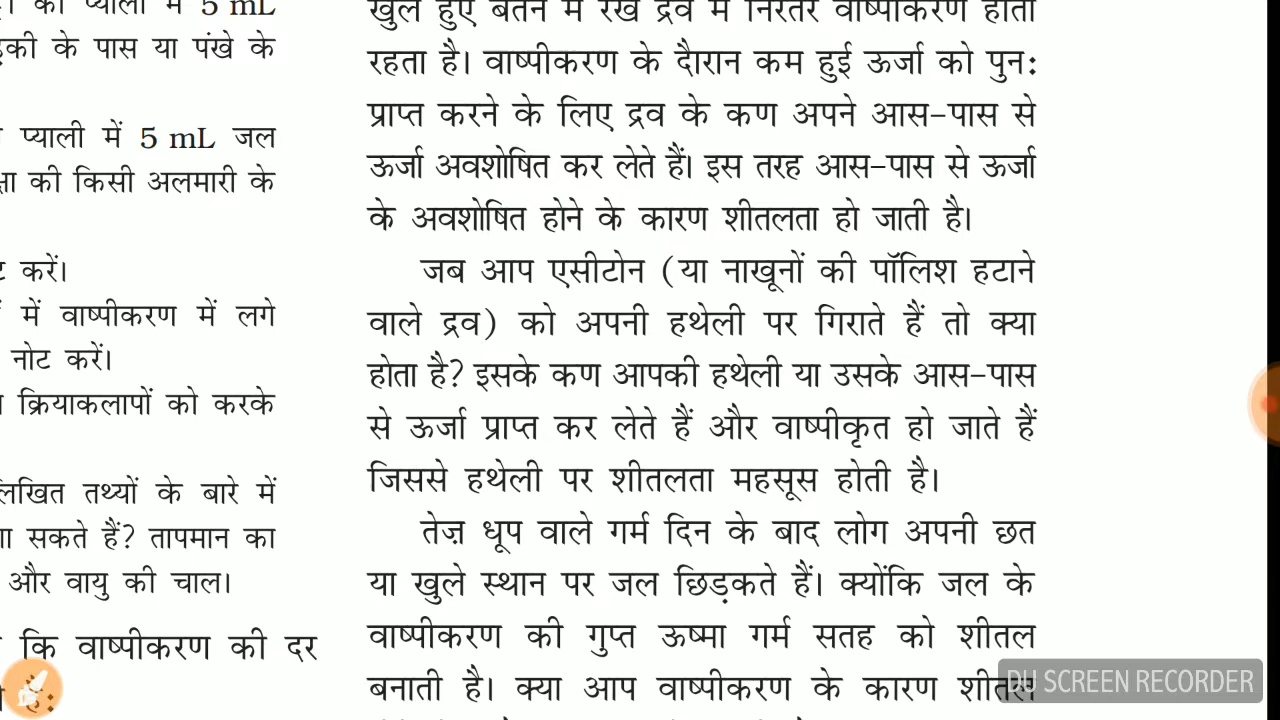 । की प्याली में 5 mL
ड़की के पास या पंखे के
प्याली में 5 mL जल
क्षा की किसी अलमारी के
ट करें।
में वाष्पीकरण में लगे
नोट करें।
क्रियाकलापों को करके
लिखित तथ्यों के बारे में
गा सकते हैं? तापमान का
और वायु की चाल।
कि वाष्पीकरण की दर
खुले हुए बर्तन में रखे द्रव में निरंतर वाष्पीकरण होता
रहता है। वाष्पीकरण के दौरान कम हुई ऊर्जा को पुन:
प्राप्त करने के लिए द्रव के कण अपने आस-पास से
ऊर्जा अवशोषित कर लेते हैं। इस तरह आस-पास से ऊर्जा
के अवशोषित होने के कारण शीतलता हो जाती है।
जब आप एसीटोन (या नाखूनों की पॉलिश हटाने
वाले द्रव) को अपनी हथेली पर गिराते हैं तो क्या
होता है? इसके कण आपकी हथेली या उसके आस-पास
से ऊर्जा प्राप्त कर लेते हैं और वाष्पीकृत हो जाते हैं
जिससे हथेली पर शीतलता महसूस होती है।
तेज़ धूप वाले गर्म दिन के बाद लोग अपनी छत
या खुले स्थान पर जल छिड़कते हैं। क्योंकि जल के
वाष्पीकरण की गुप्त ऊष्मा गर्म सतह को शीतल
बनाती है। क्या आप वाष्पीकरण के कारण शीतल
DU SCREEN RECORDER